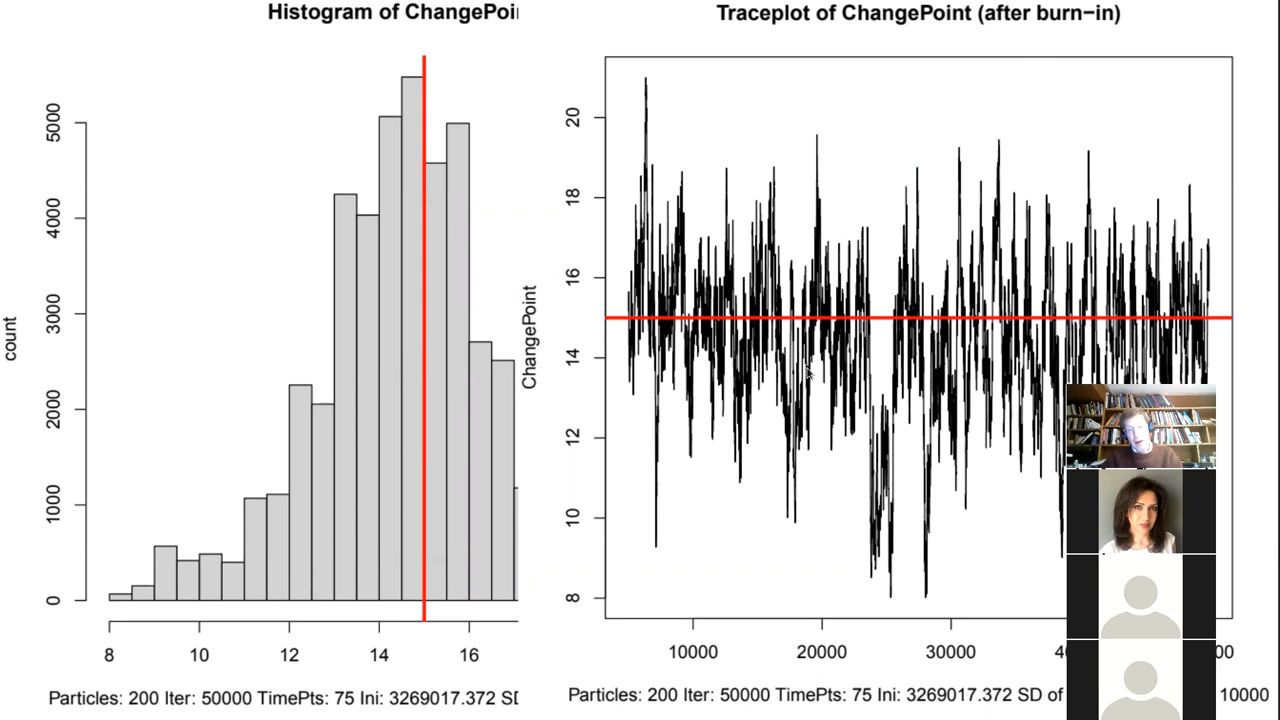 Histogram of ChangePoi
count
5000
4000
3000
2000
1000
0
8 10 12 14 16
Particles: 200 Iter: 50000 TimePts: 75 Ini: 3269017.372 SD
Traceplot of ChangePoint (after burn−in)
ChangePoint
20
18
16
14
12
10
8
10000 20000 30000
Particles: 200 Iter: 50000 TimePts: 75 Ini: 3269017.372 SD of
10000